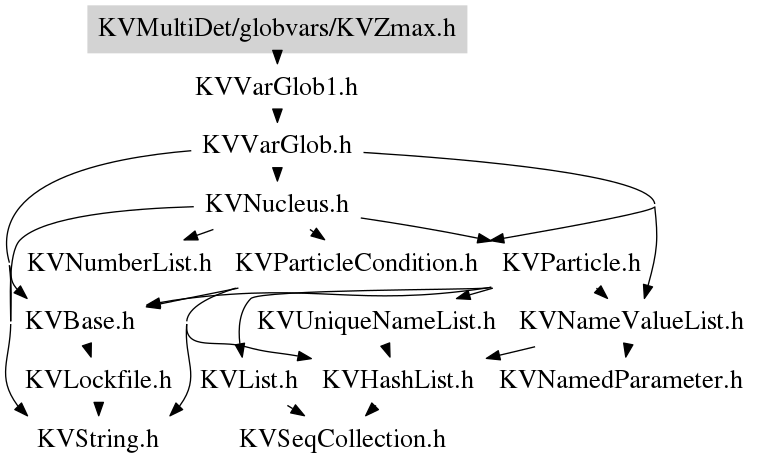 KVMultiDet/globvars/KVZmax.h
KVVarGlob1.h
KVVarGlob.h
KVNucleus.h
KVNumberList.h KVParticleCondition.h KVParticle.h
KVBase.h KVUniqueNameList.h KVNameValueList.h
KVLockfile.h KVList.h KVHashList.h KVNamedParameter.h
KVString.h KVSeqCollection.h